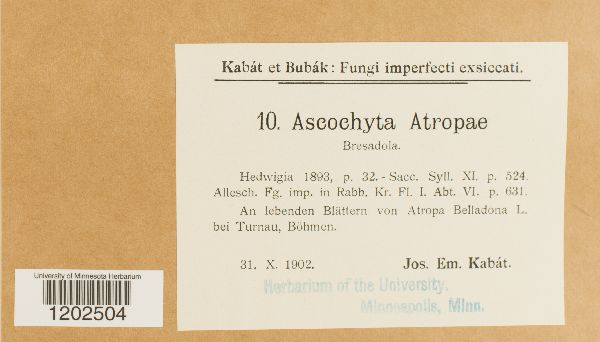 Kabát et Bubák: Fungi imperfecti exsiccati.
10. Ascochyta Atropae
Bresadola.
Hedwigia 1893, p. 32. - Sacc. Syll. XI. p. 524.
Allesch. Fg. imp. in Rabb. Kr. Fl. I. Abt. VI. p. 631.
An lebenden Blättern von Atropa Belladona L.
bei Turnau, Böhmen.
31. X. 1902. Jos. Em. Kabát.
Herbarium of the University.
Minneapolis, Minn.
University of Minnesota Herbarium
1202504